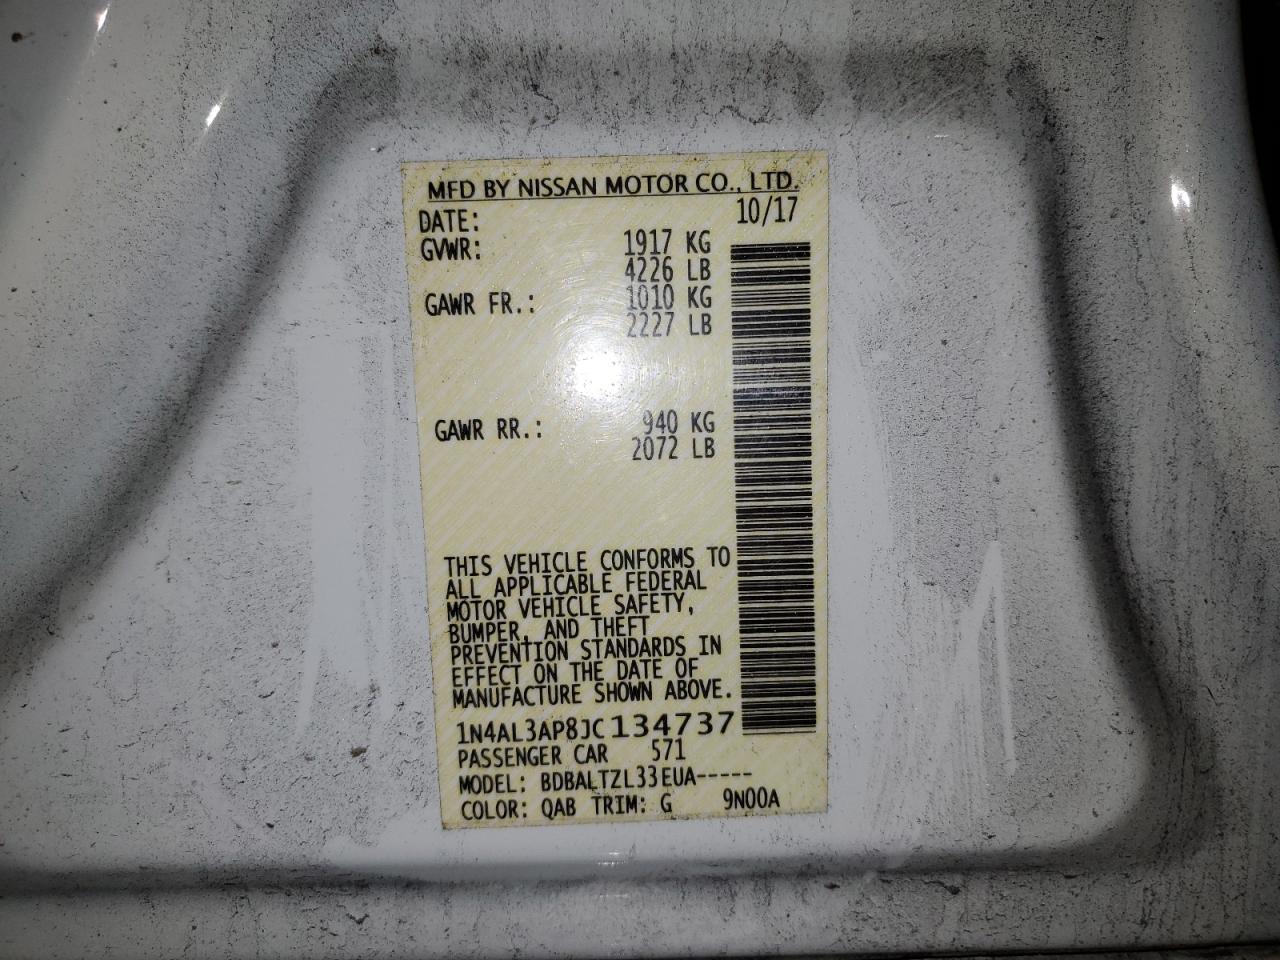 MFD BY NISSAN MOTOR CO., LTD.
DATE: 10/17
GVWR: 1917 KG
4226 LB
GAWR FR.: 1010 KG
2227 LB
GAWR RR.: 940 KG
2072 LB
THIS VEHICLE CONFORMS TO
ALL APPLICABLE FEDERAL
MOTOR VEHICLE SAFETY,
BUMPER, AND THEFT
PREVENTION STANDARDS IN
EFFECT ON THE DATE OF
MANUFACTURE SHOWN ABOVE.
1N4AL3AP8JC134737
PASSENGER CAR 571
MODEL: BDBALTZL33EUA-----
COLOR: QAB TRIM: G 9N00A